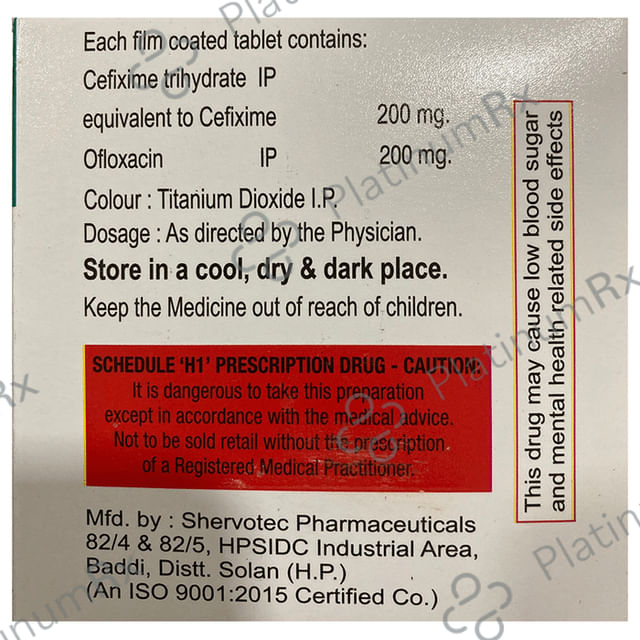 Each film coated tablet contains:
Cefixime trihydrate IP
equivalent to Cefixime 200 mg.
Ofloxacin IP 200 mg.
Colour : Titanium Dioxide I.P.
Dosage : As directed by the Physician.
Store in a cool, dry & dark place.
Keep the Medicine out of reach of children.
SCHEDULE 'H1' PRESCRIPTION DRUG - CAUTION:
It is dangerous to take this preparation
except in accordance with the medical advice.
Not to be sold retail without the prescription
of a Registered Medical Practitioner.
Mfd. by : Shervotec Pharmaceuticals
82/4 & 82/5, HPSIDC Industrial Area,
Baddi, Distt. Solan (H.P.)
(An ISO 9001:2015 Certified Co.)
This drug may cause low blood sugar
and mental health related side effects
PlatinumRx
PlatinumRx
PlatinumRx
PlatinumRx
PlatinumRx